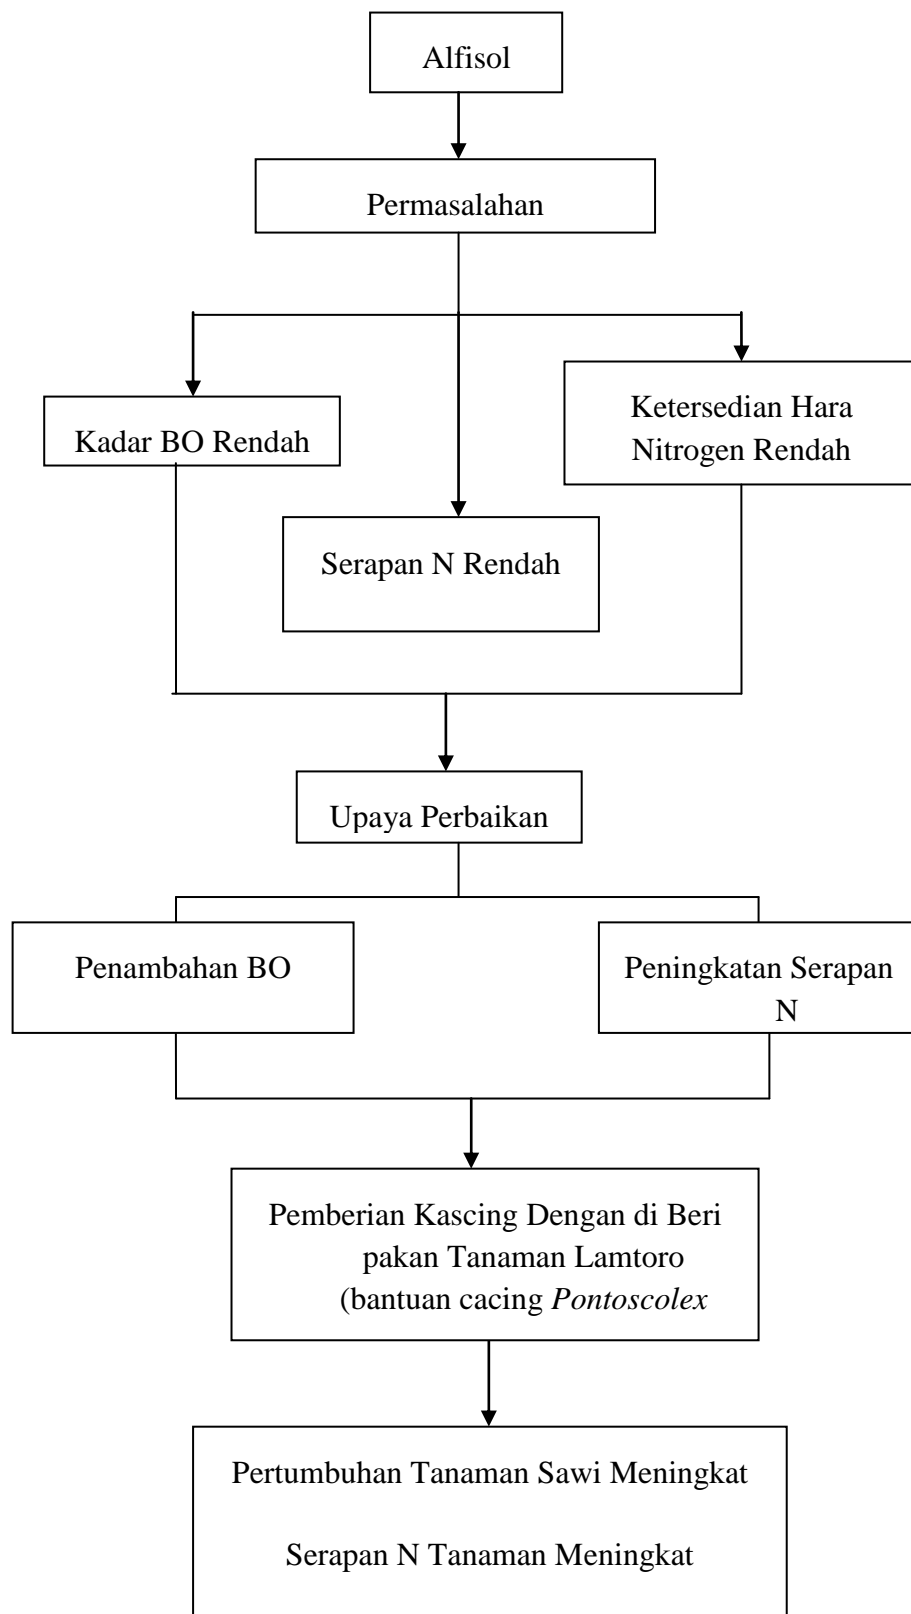 Alfisol
Permasalahan
Kadar BO Rendah
Ketersedian Hara
Nitrogen Rendah
Serapan N Rendah
Upaya Perbaikan
Penambahan BO
Peningkatan Serapan
N
Pemberian Kascing Dengan di Beri
pakan Tanaman Lamtoro
(bantuan cacing Pontoscolex
Pertumbuhan Tanaman Sawi Meningkat
Serapan N Tanaman Meningkat